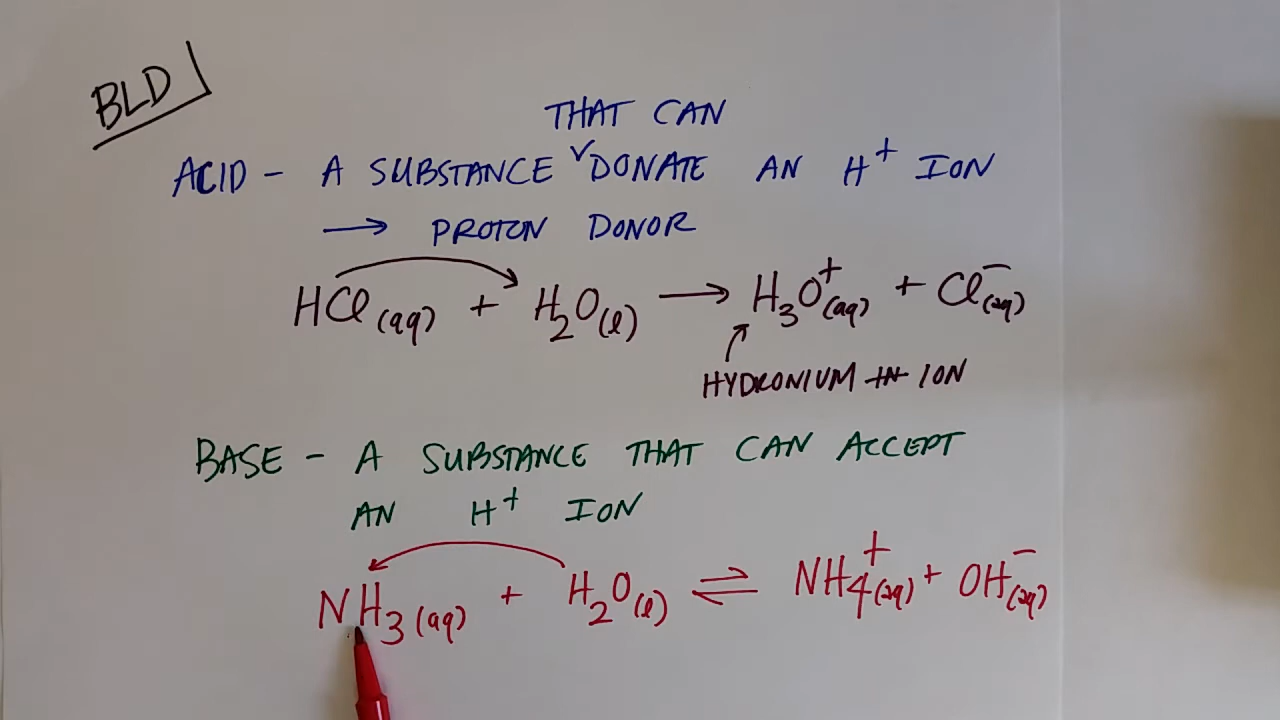 BLD
THAT CAN
ACID - A SUBSTANCE ˅ DONATE AN H⁺ ION
→ PROTON DONOR
HCl(aq) + H₂O(l) → H₃O⁺(aq) + Cl⁻(aq)
HYDRONIUM ION
BASE - A SUBSTANCE THAT CAN ACCEPT
AN H⁺ ION
NH₃(aq) + H₂O(l) ⇌ NH₄⁺(aq) + OH⁻(aq)